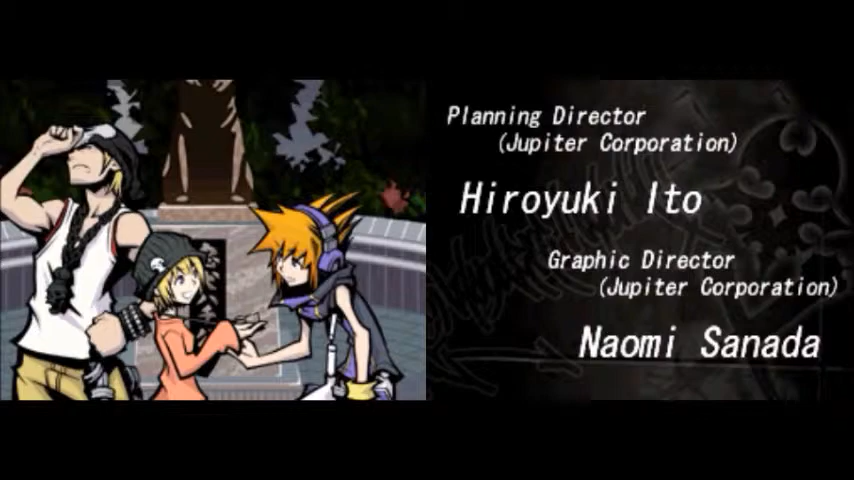 Planning Director
(Jupiter Corporation)
Hiroyuki Ito
Graphic Director
(Jupiter Corporation)
Naomi Sanada